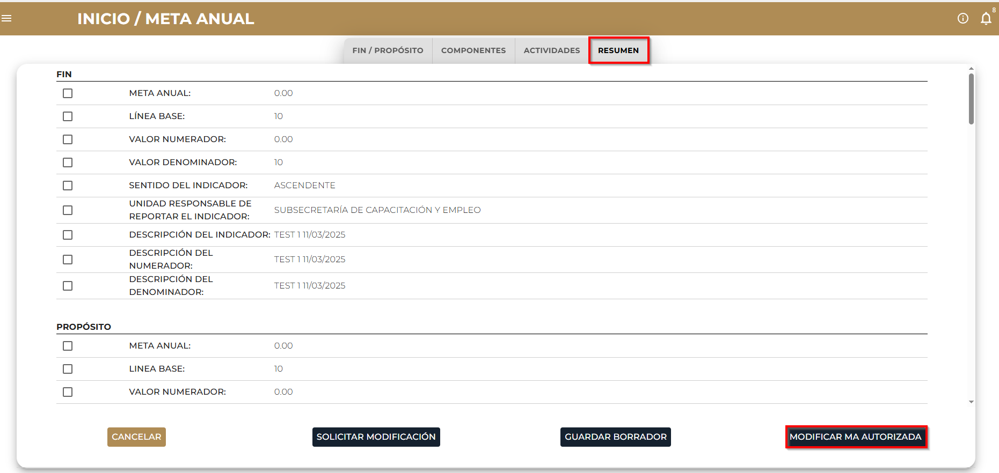 INICIO / META ANUAL
8
FIN / PROPÓSITO
COMPONENTES
ACTIVIDADES
RESUMEN
FIN
META ANUAL: 0.00
LÍNEA BASE: 10
VALOR NUMERADOR: 0.00
VALOR DENOMINADOR: 10
SENTIDO DEL INDICADOR: ASCENDENTE
UNIDAD RESPONSABLE DE
REPORTAR EL INDICADOR:
SUBSECRETARÍA DE CAPACITACIÓN Y EMPLEO
DESCRIPCIÓN DEL INDICADOR: TEST 1 11/03/2025
DESCRIPCIÓN DEL
NUMERADOR:
TEST 1 11/03/2025
DESCRIPCIÓN DEL
DENOMINADOR:
TEST 1 11/03/2025
PROPÓSITO
META ANUAL: 0.00
LINEA BASE: 10
VALOR NUMERADOR: 0.00
CANCELAR
SOLICITAR MODIFICACIÓN
GUARDAR BORRADOR
MODIFICAR MA AUTORIZADA